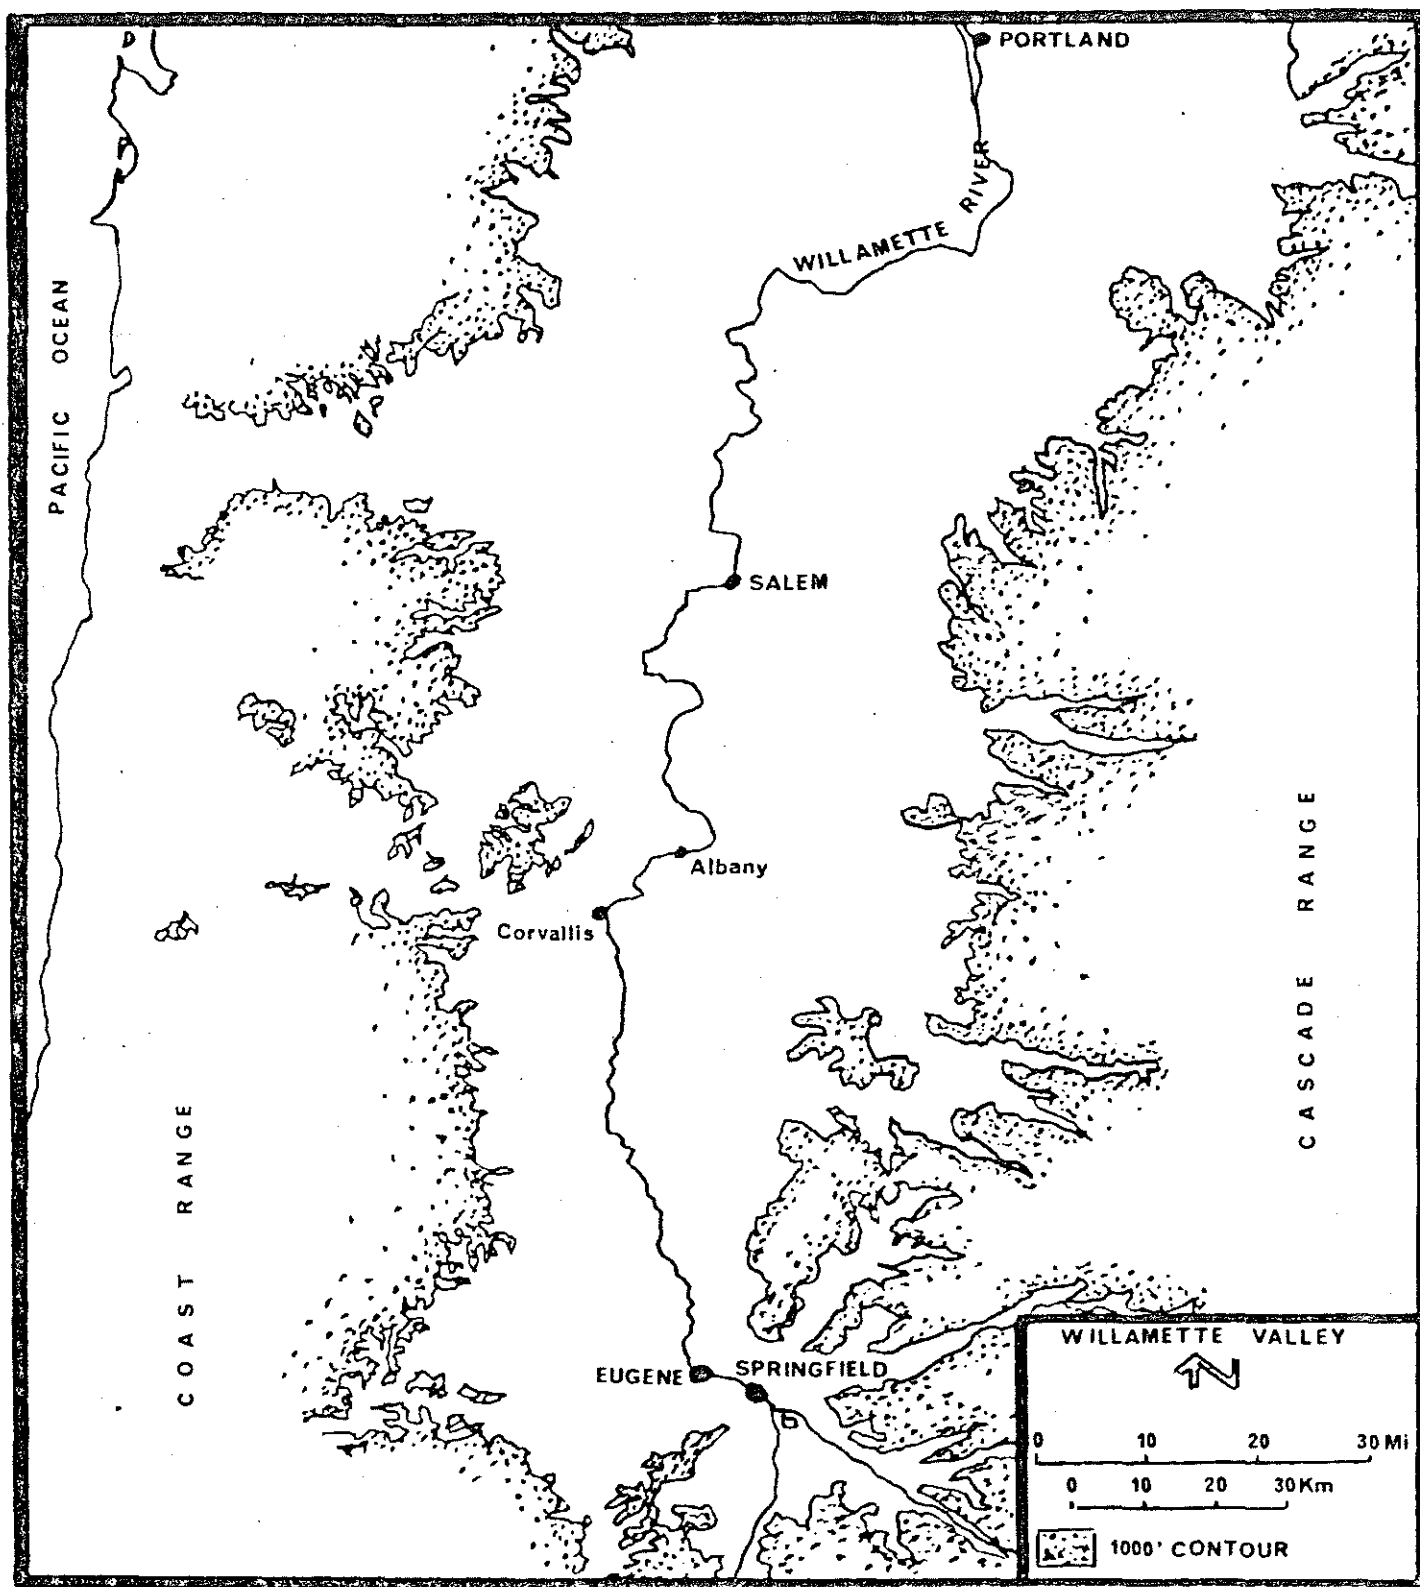 PORTLAND
WILLAMETTE RIVER
PACIFIC OCEAN
SALEM
Albany
Corvallis
CASCADE RANGE
COAST RANGE
EUGENE
SPRINGFIELD
WILLAMETTE VALLEY
N
0 10 20 30 Mi
0 10 20 30 Km
1000' CONTOUR